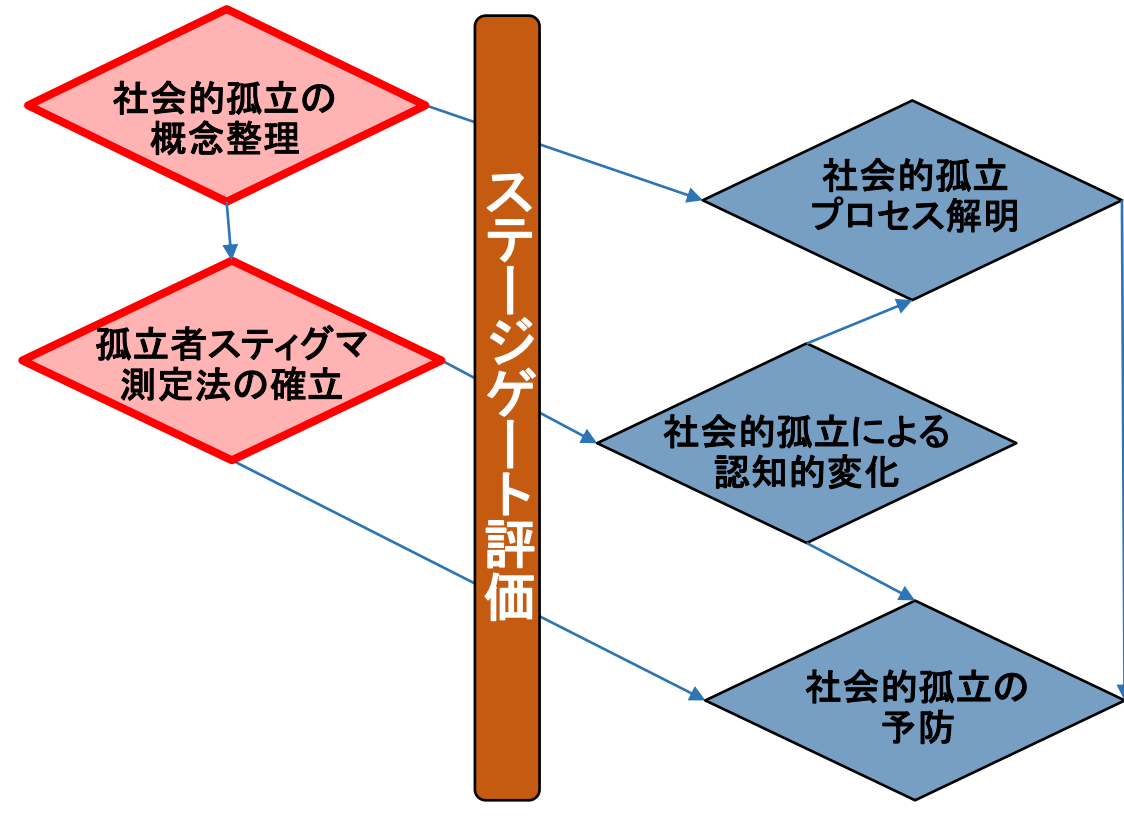 社会的孤立の
概念整理
孤立者スティグマ
測定法の確立
ステージゲート評価
社会的孤立
プロセス解明
社会的孤立による
認知的変化
社会的孤立の
予防